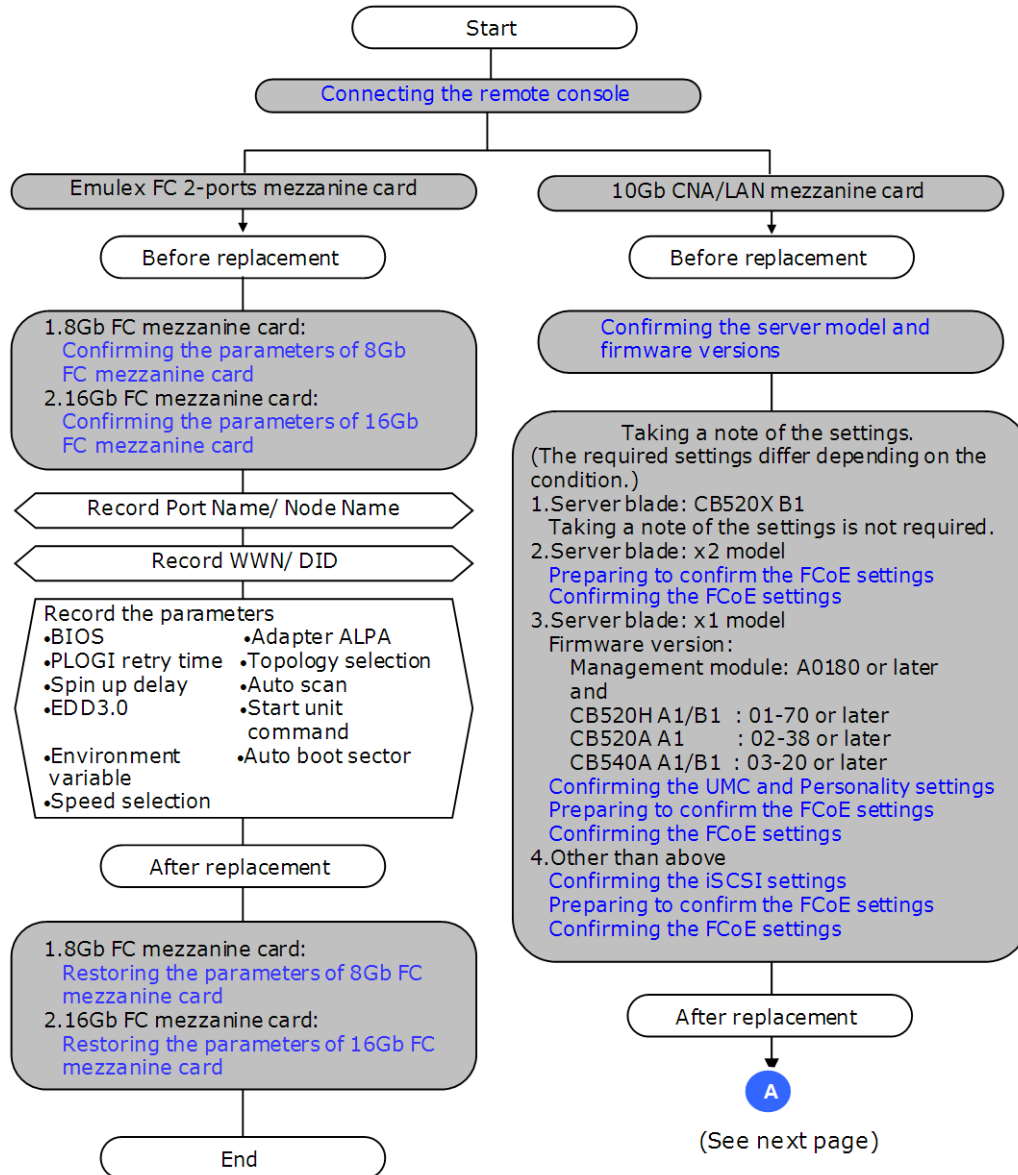 Start
Connecting the remote console
Emulex FC 2-ports mezzanine card
Before replacement
1.8Gb FC mezzanine card:
Confirming the parameters of 8Gb
FC mezzanine card
2.16Gb FC mezzanine card:
Confirming the parameters of 16Gb
FC mezzanine card
Record Port Name/ Node Name
Record WWN/ DID
Record the parameters
•BIOS
•PLOGI retry time
•Spin up delay
•EDD3.0
•Environment
variable
•Speed selection
•Adapter ALPA
•Topology selection
•Auto scan
•Start unit
command
•Auto boot sector
After replacement
1.8Gb FC mezzanine card:
Restoring the parameters of 8Gb FC
mezzanine card
2.16Gb FC mezzanine card:
Restoring the parameters of 16Gb FC
mezzanine card
End
10Gb CNA/LAN mezzanine card
Before replacement
Confirming the server model and
firmware versions
Taking a note of the settings.
(The required settings differ depending on the
condition.)
1.Server blade: CB520X B1
Taking a note of the settings is not required.
2.Server blade: x2 model
Preparing to confirm the FCoE settings
Confirming the FCoE settings
3.Server blade: x1 model
Firmware version:
Management module: A0180 or later
and
CB520H A1/B1 : 01-70 or later
CB520A A1 : 02-38 or later
CB540A A1/B1 : 03-20 or later
Confirming the UMC and Personality settings
Preparing to confirm the FCoE settings
Confirming the FCoE settings
4.Other than above
Confirming the iSCSI settings
Preparing to confirm the FCoE settings
Confirming the FCoE settings
After replacement
A
(See next page)